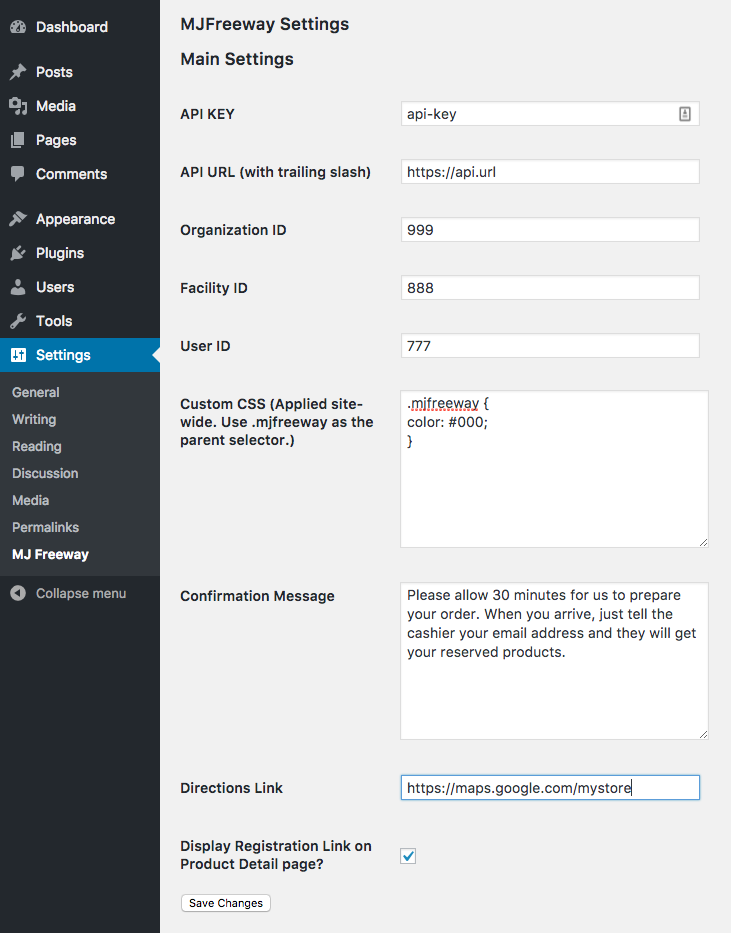 Dashboard
Posts
Media
Pages
Comments
Appearance
Plugins
Users
Tools
Settings
General
Writing
Reading
Discussion
Media
Permalinks
MJ Freeway
Collapse menu
MJFreeway Settings
Main Settings
API KEY
api-key
API URL (with trailing slash)
https://api.url
Organization ID
999
Facility ID
888
User ID
777
Custom CSS (Applied site-
wide. Use .mjfreeway as the
parent selector.)
.mjfreeway {
color: #000;
}
Confirmation Message
Please allow 30 minutes for us to prepare
your order. When you arrive, just tell the
cashier your email address and they will get
your reserved products.
Directions Link
https://maps.google.com/mystore
Display Registration Link on
Product Detail page?
Save Changes